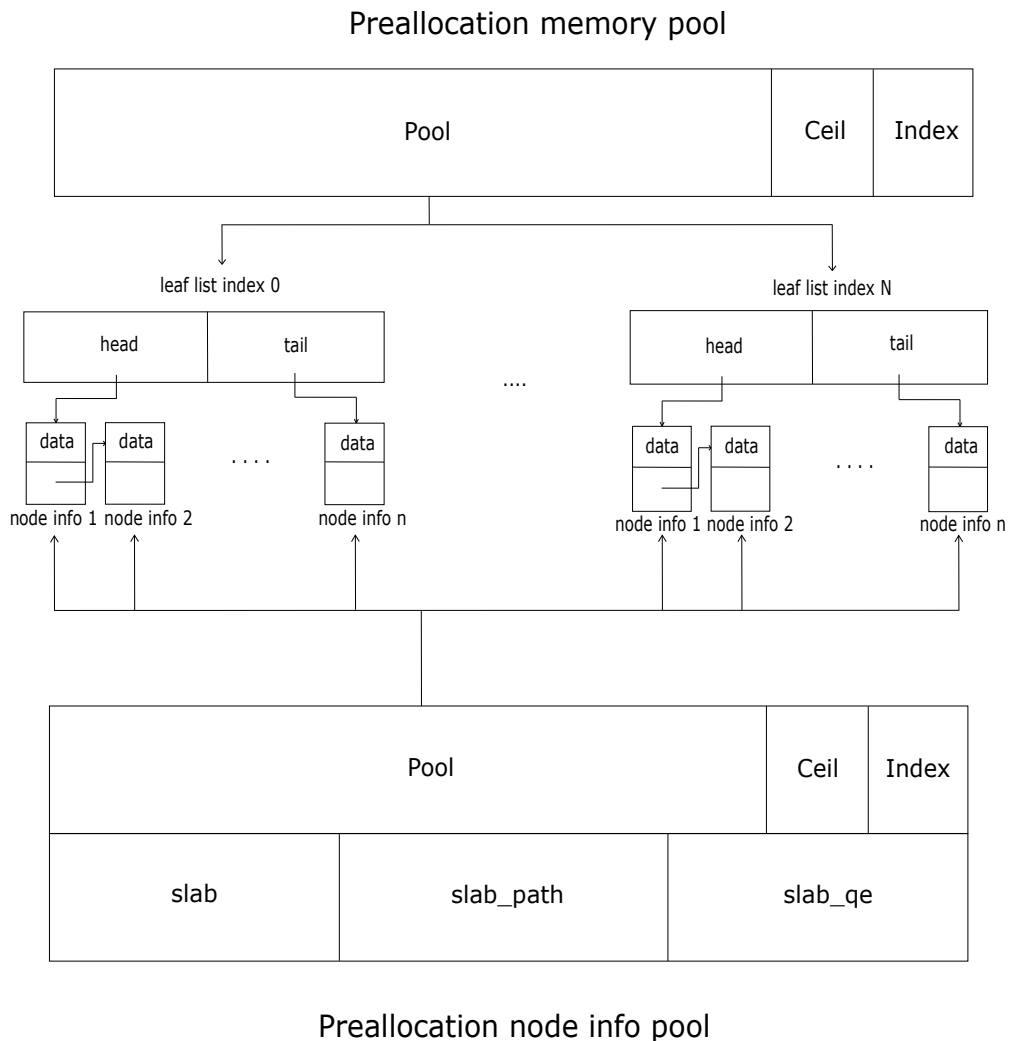 Preallocation memory pool
Pool Ceil Index
leaf list index 0
leaf list index N
head tail
....
head tail
data data .... data
data data .... data
node info 1 node info 2 node info n
node info 1 node info 2 node info n
Pool Ceil Index
slab slab_path slab_qe
Preallocation node info pool